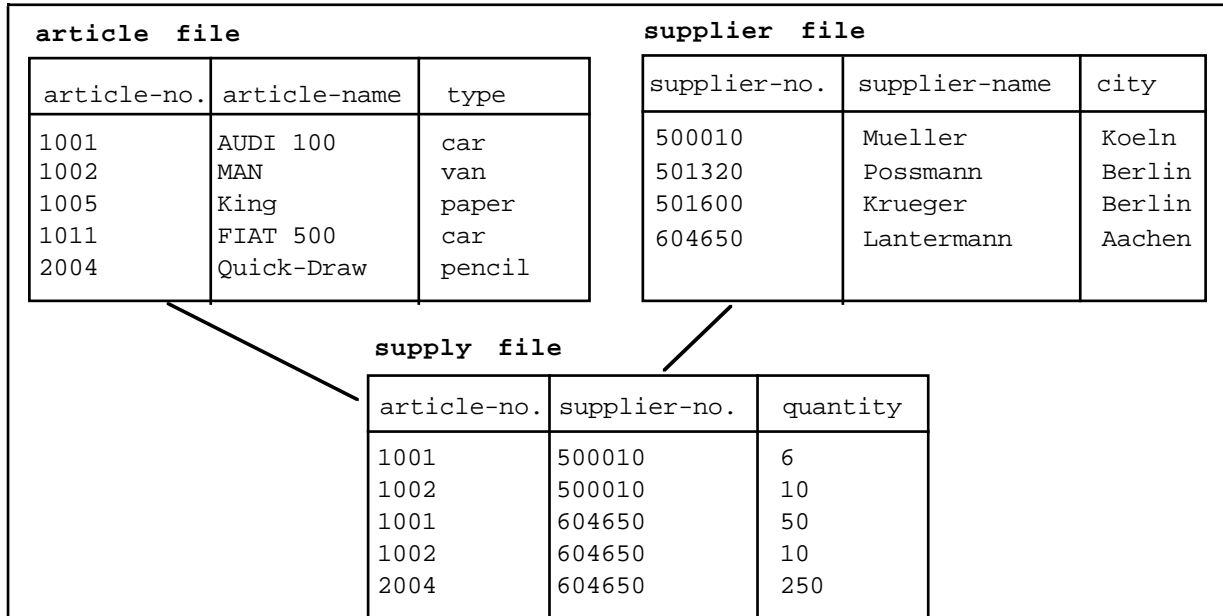 article file
article-no. article-name type
1001 AUDI 100 car
1002 MAN van
1005 King paper
1011 FIAT 500 car
2004 Quick-Draw pencil
supplier file
supplier-no. supplier-name city
500010 Mueller Koeln
501320 Possmann Berlin
501600 Krueger Berlin
604650 Lantermann Aachen
supply file
article-no. supplier-no. quantity
1001 500010 6
1002 500010 10
1001 604650 50
1002 604650 10
2004 604650 250